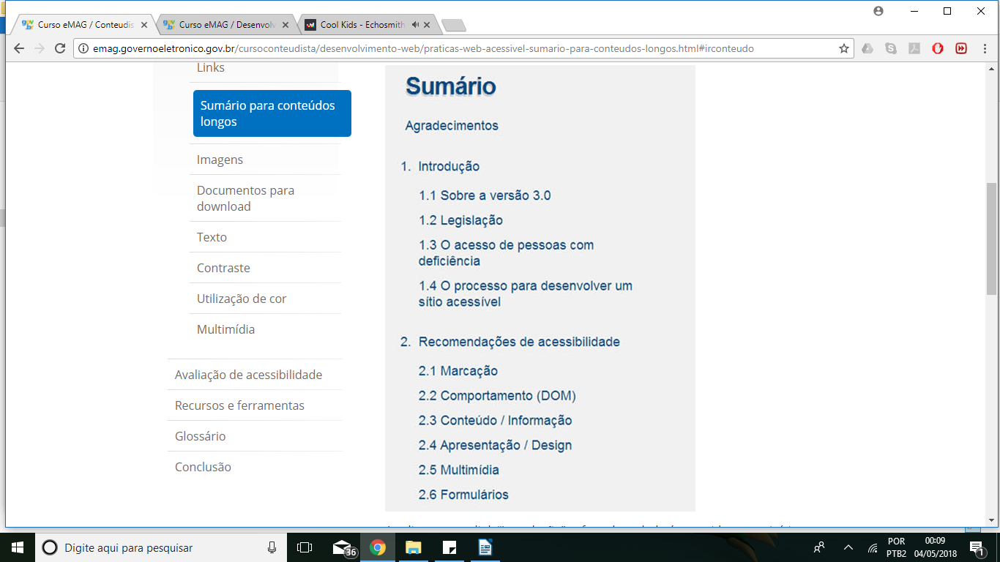 Curso eMAG / Conteudis
Curso eMAG / Desenvolv
Cool Kids - Echosmith
emag.governoeletronico.gov.br/cursoconteudista/desenvolvimento-web/praticas-web-acessivel-sumario-para-conteudos-longos.html#irconteudo
Links
Sumário para conteúdos
longos
Imagens
Documentos para
download
Texto
Contraste
Utilização de cor
Multimídia
Avaliação de acessibilidade
Recursos e ferramentas
Glossário
Conclusão
Sumário
Agradecimentos
1. Introdução
1.1 Sobre a versão 3.0
1.2 Legislação
1.3 O acesso de pessoas com
deficiência
1.4 O processo para desenvolver um
sítio acessível
2. Recomendações de acessibilidade
2.1 Marcação
2.2 Comportamento (DOM)
2.3 Conteúdo / Informação
2.4 Apresentação / Design
2.5 Multimídia
2.6 Formulários
Digite aqui para pesquisar
36
POR
PTB2
00:09
04/05/2018
1